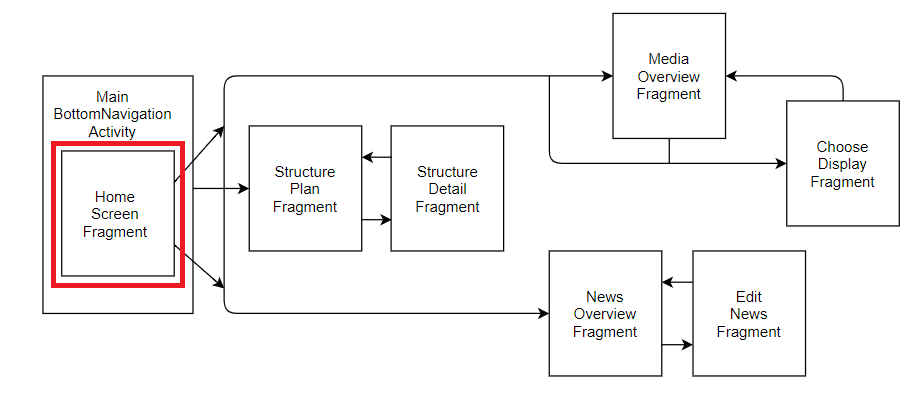 Main
BottomNavigation
Activity
Home
Screen
Fragment
Structure
Plan
Fragment
Structure
Detail
Fragment
Media
Overview
Fragment
Choose
Display
Fragment
News
Overview
Fragment
Edit
News
Fragment